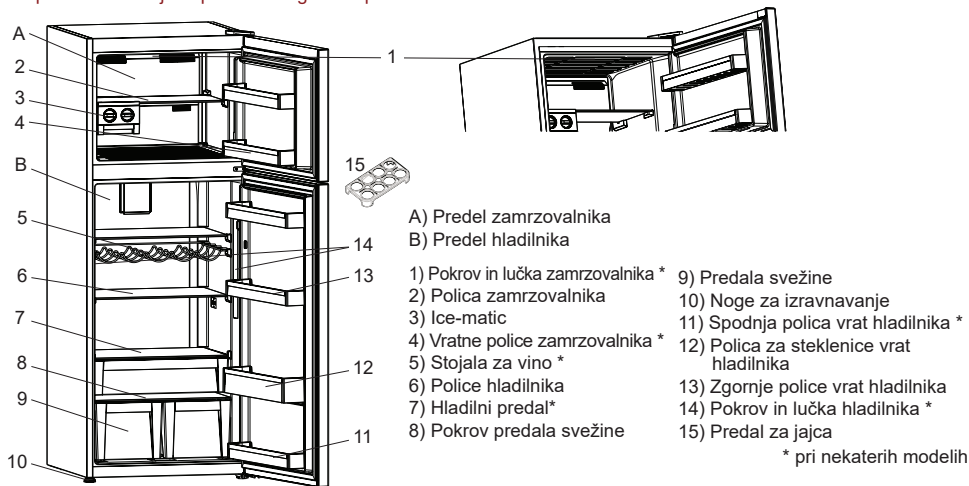 A
2
3
4
B
5
6
7
8
9
10
1
15
14
13
12
11
A) Predel zamrzovalnika
B) Predel hladilnika
1) Pokrov in lučka zamrzovalnika *
2) Polica zamrzovalnika
3) Ice-matic
4) Vratne police zamrzovalnika *
5) Stojala za vino *
6) Police hladilnika
7) Hladilni predal*
8) Pokrov predala svežine
9) Predala svežine
10) Noge za izravnavanje
11) Spodnja polica vrat hladilnika *
12) Polica za steklenice vrat
hladilnika
13) Zgornje police vrat hladilnika
14) Pokrov in lučka hladilnika *
15) Predal za jajca
* pri nekaterih modelih